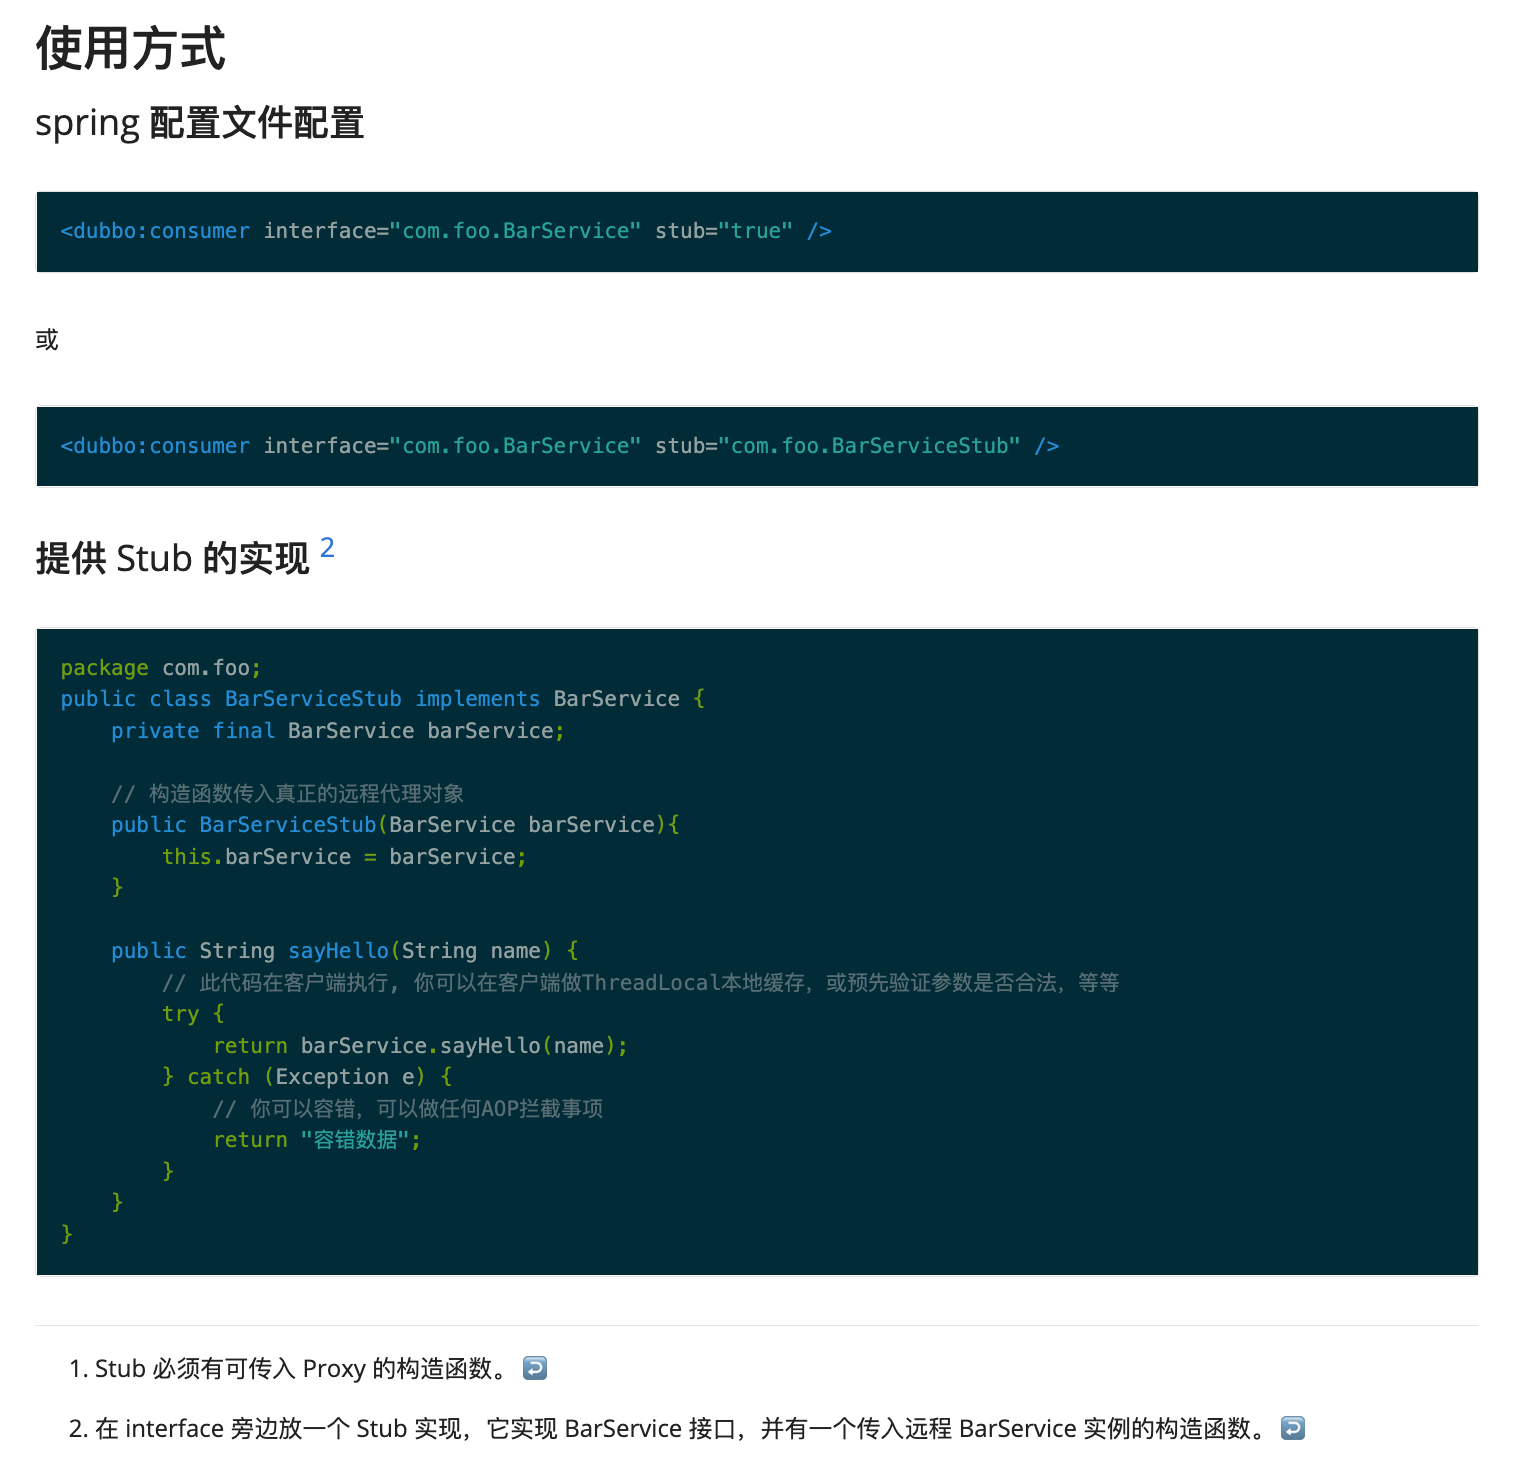 使用方式
spring 配置文件配置
<dubbo:consumer interface="com.foo.BarService" stub="true" />
或
<dubbo:consumer interface="com.foo.BarService" stub="com.foo.BarServiceStub" />
提供 Stub 的实现 2
package com.foo;
public class BarServiceStub implements BarService {
    private final BarService barService;

    // 构造函数传入真正的远程代理对象
    public BarServiceStub(BarService barService){
        this.barService = barService;
    }

    public String sayHello(String name) {
        // 此代码在客户端执行, 你可以在客户端做ThreadLocal本地缓存，或预先验证参数是否合法，等等
        try {
            return barService.sayHello(name);
        } catch (Exception e) {
            // 你可以容错，可以做任何AOP拦截事项
            return "容错数据";
        }
    }
}
1. Stub 必须有可传入 Proxy 的构造函数。 ↩
2. 在 interface 旁边放一个 Stub 实现，它实现 BarService 接口，并有一个传入远程 BarService 实例的构造函数。 ↩